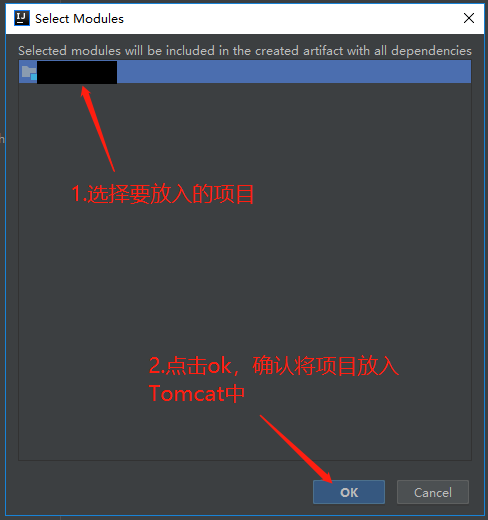 Select Modules
Selected modules will be included in the created artifact with all dependencies
1.选择要放入的项目
2.点击ok，确认将项目放入
Tomcat中
OK
Cancel